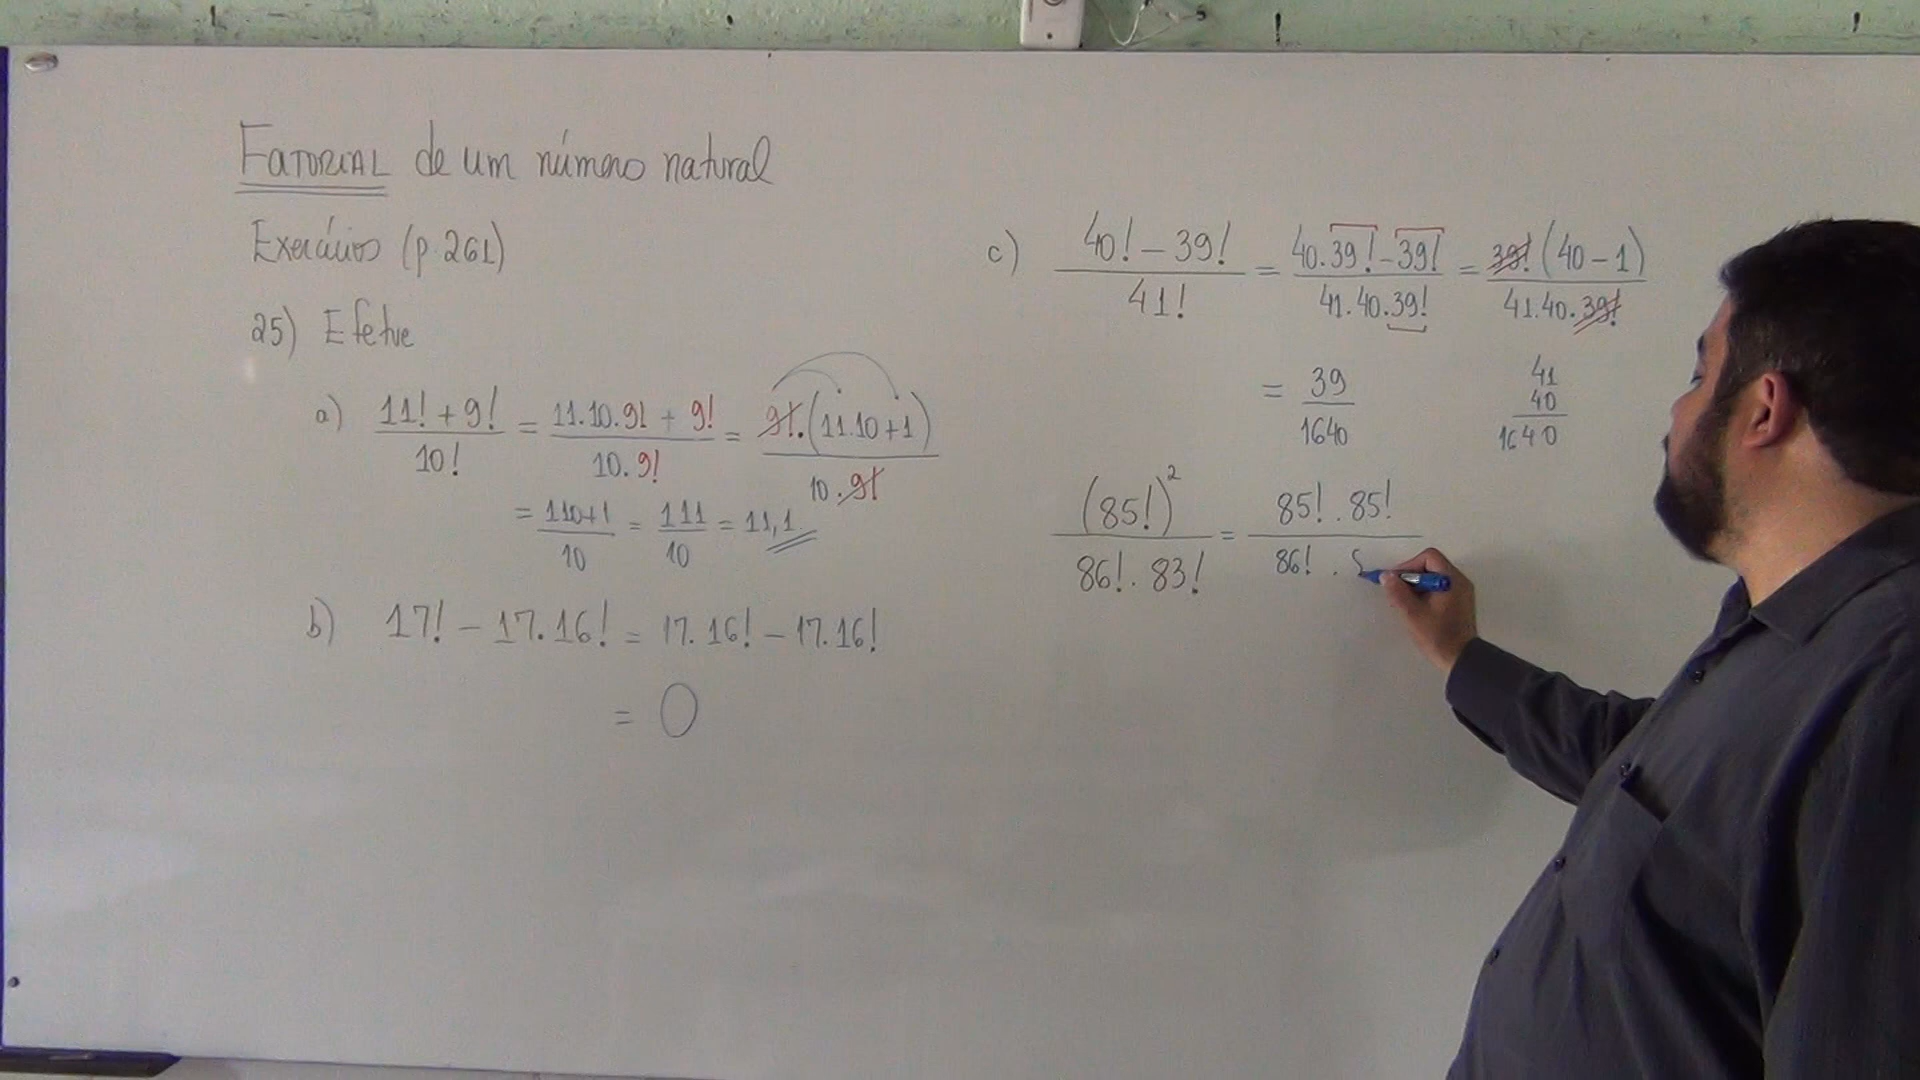 FATORIAL de um número natural
Exercícios (p.261)
25) Efetue
a) (11! + 9!)/10! = (11.10.9! + 9!)/(10.9!) = (9!.(11.10+1))/(10.9!)
= (110+1)/10 = 111/10 = 11,1
b) 17! - 17.16! = 17.16! - 17.16!
= 0
c) (40! - 39!)/41! = (40.39! - 39!)/(41.40.39!) = (39!(40-1))/(41.40.39!)
= 39/1640
41
40
1640
(85!)²/(86!.83!) = (85!.85!)/(86!.